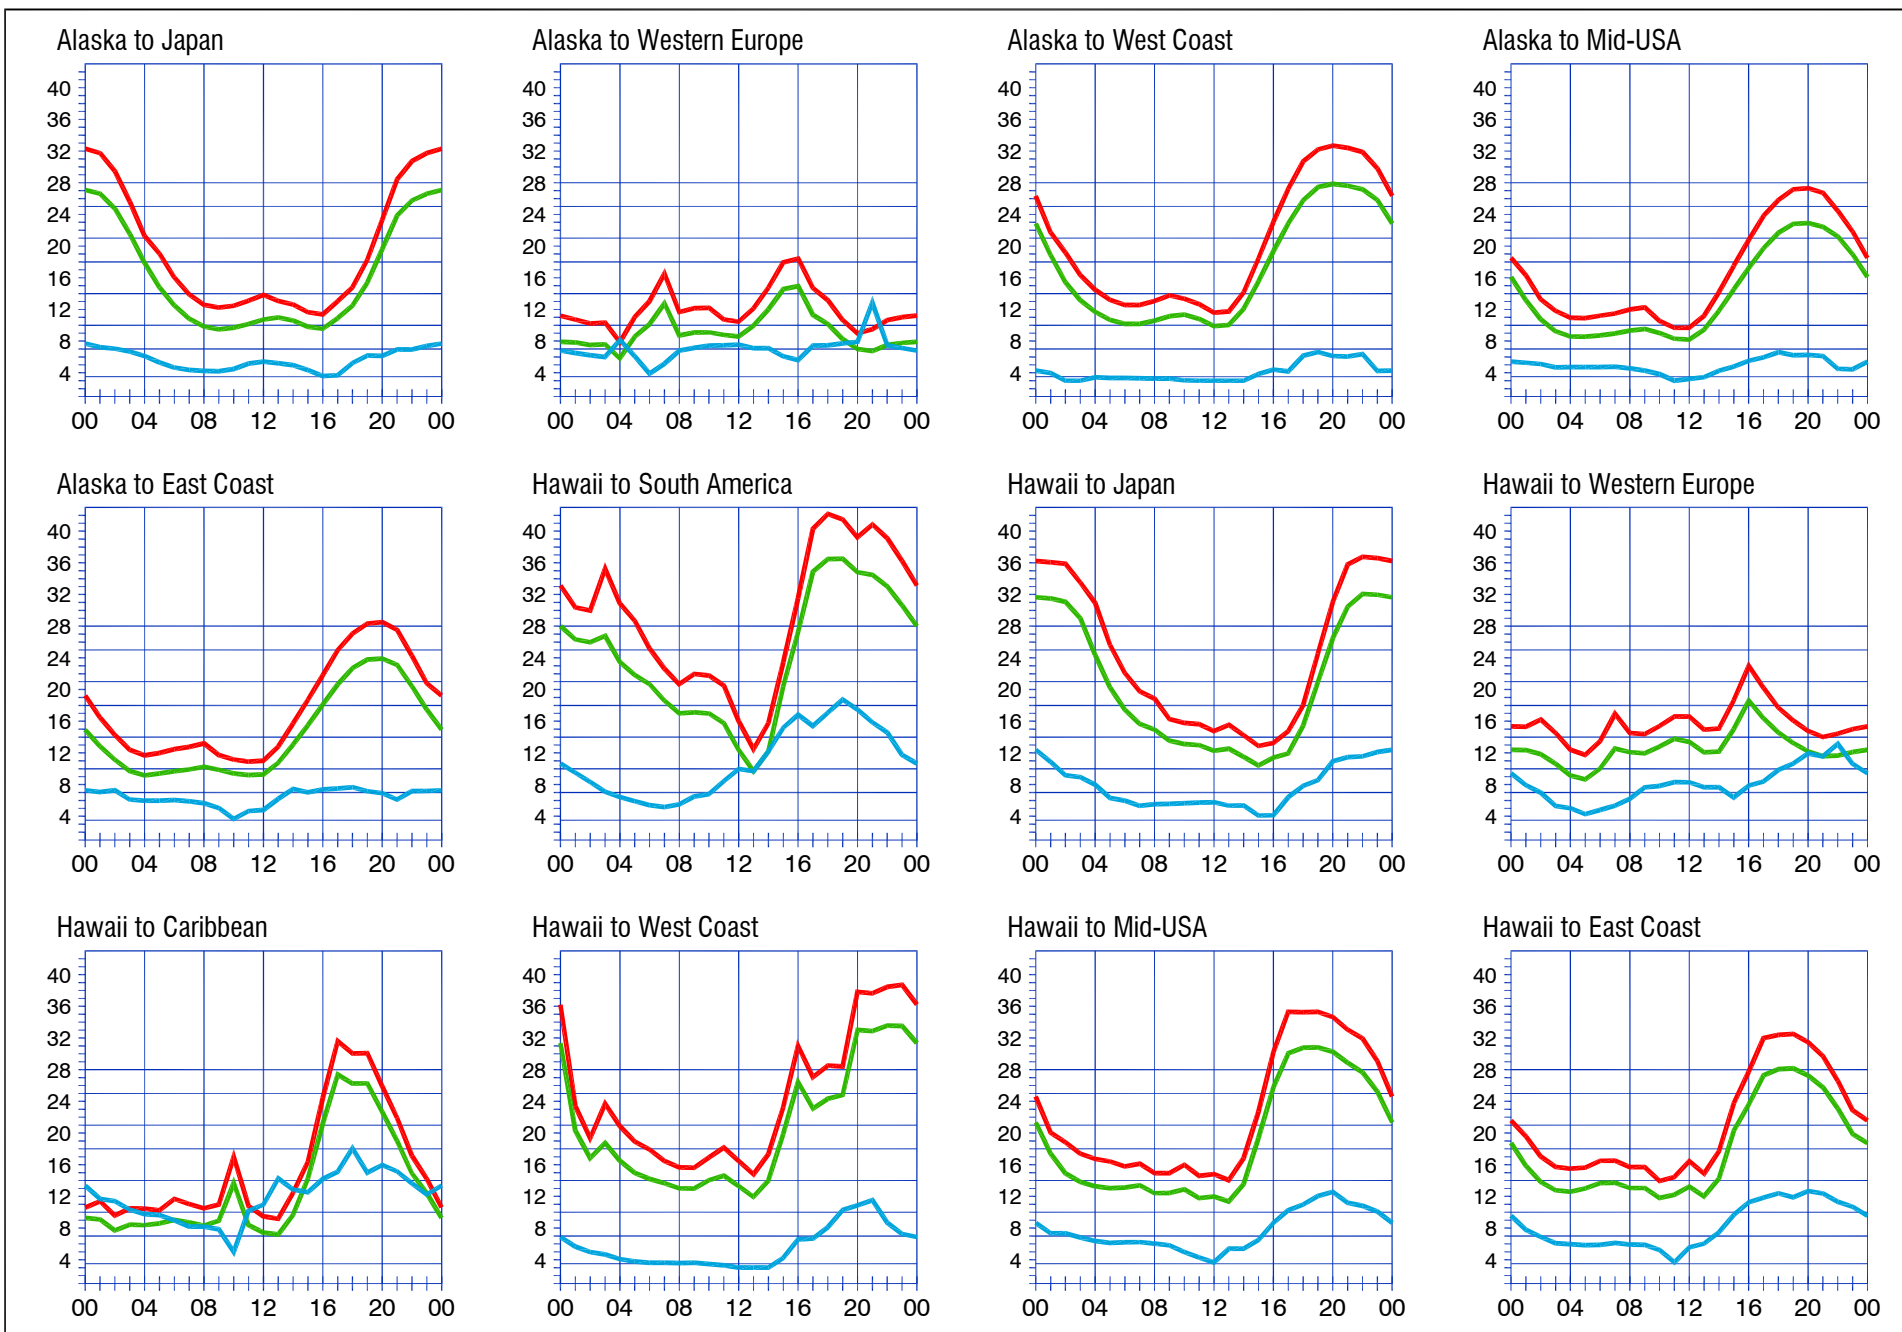 Alaska to Japan
Alaska to Western Europe
Alaska to West Coast
Alaska to Mid-USA
40 40 40 40
36 36 36 36
32 32 32 32
28 28 28 28
24 24 24 24
20 20 20 20
16 16 16 16
12 12 12 12
8 8 8 8
4 4 4 4
00 04 08 12 16 20 00 00 04 08 12 16 20 00 00 04 08 12 16 20 00 00 04 08 12 16 20 00
Alaska to East Coast
Hawaii to South America
Hawaii to Japan
Hawaii to Western Europe
40 40 40 40
36 36 36 36
32 32 32 32
28 28 28 28
24 24 24 24
20 20 20 20
16 16 16 16
12 12 12 12
8 8 8 8
4 4 4 4
00 04 08 12 16 20 00 00 04 08 12 16 20 00 00 04 08 12 16 20 00 00 04 08 12 16 20 00
Hawaii to Caribbean
Hawaii to West Coast
Hawaii to Mid-USA
Hawaii to East Coast
40 40 40 40
36 36 36 36
32 32 32 32
28 28 28 28
24 24 24 24
20 20 20 20
16 16 16 16
12 12 12 12
8 8 8 8
4 4 4 4
00 04 08 12 16 20 00 00 04 08 12 16 20 00 00 04 08 12 16 20 00 00 04 08 12 16 20 00